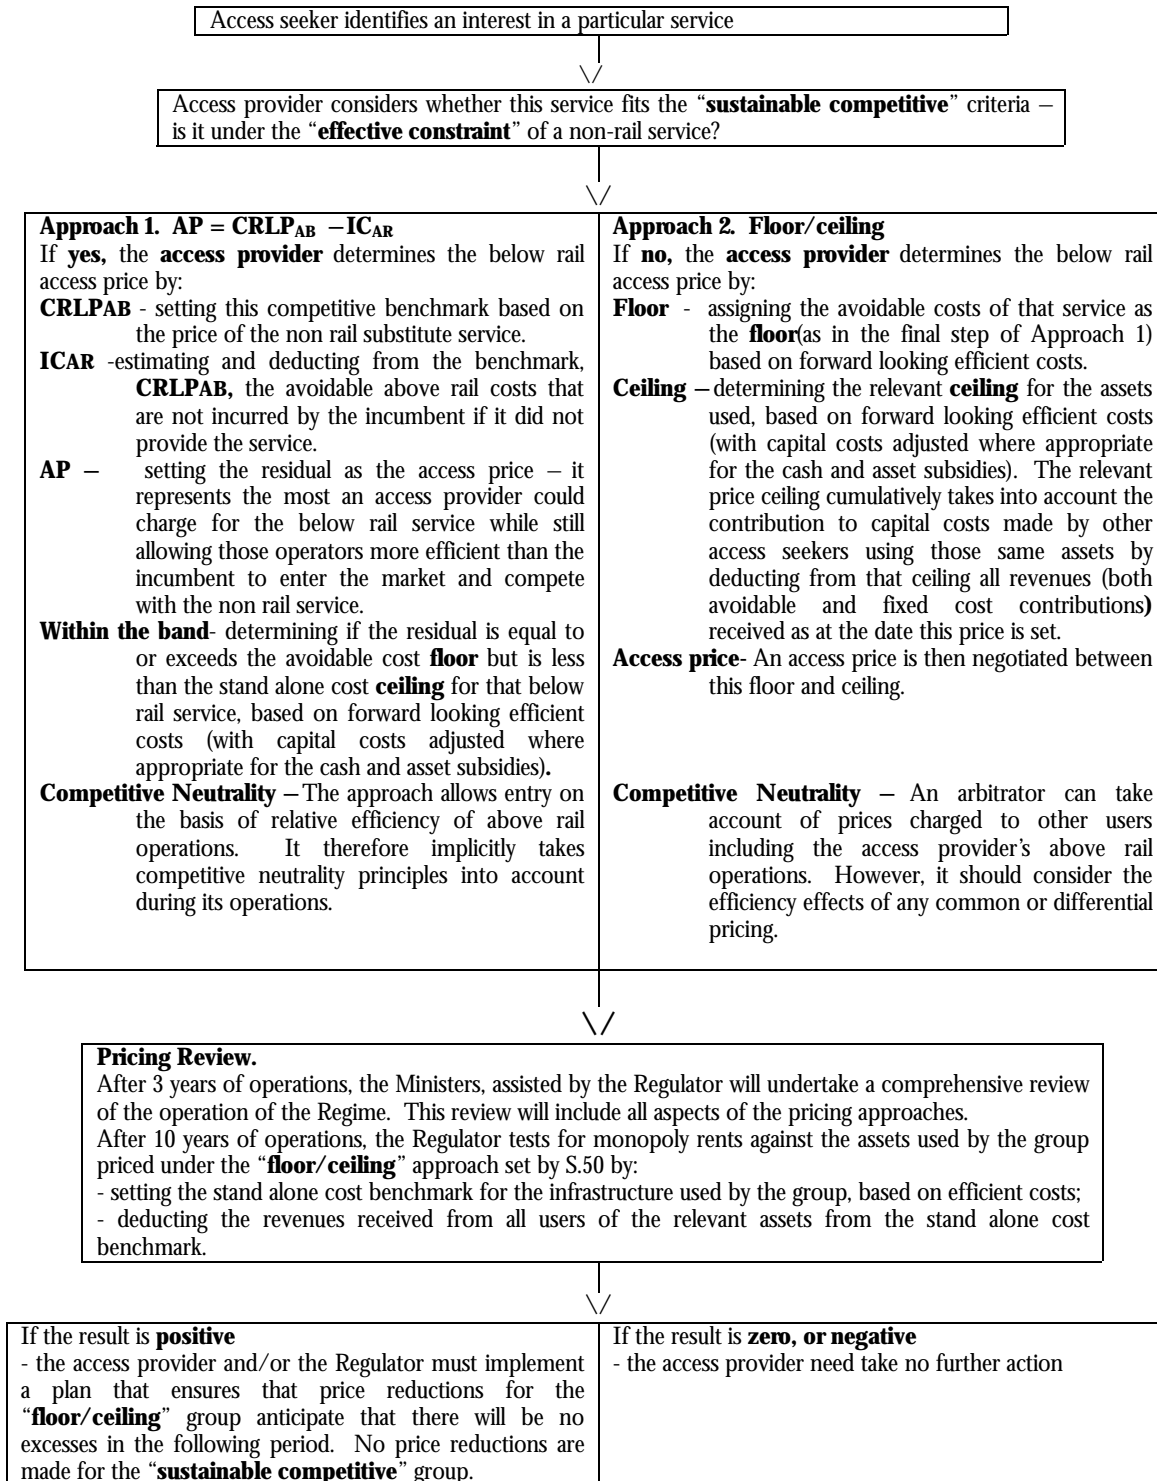 Access seeker identifies an interest in a particular service
Access provider considers whether this service fits the “sustainable competitive” criteria –
is it under the “effective constraint” of a non-rail service?
Approach 1. AP = CRLPAB – ICAR
If yes, the access provider determines the below rail
access price by:
CRLPAB - setting this competitive benchmark based on
the price of the non rail substitute service.
ICAR -estimating and deducting from the benchmark,
CRLPAB, the avoidable above rail costs that
are not incurred by the incumbent if it did not
provide the service.
AP – setting the residual as the access price – it
represents the most an access provider could
charge for the below rail service while still
allowing those operators more efficient than the
incumbent to enter the market and compete
with the non rail service.
Within the band- determining if the residual is equal to
or exceeds the avoidable cost floor but is less
than the stand alone cost ceiling for that below
rail service, based on forward looking efficient
costs (with capital costs adjusted where
appropriate for the cash and asset subsidies).
Competitive Neutrality – The approach allows entry on
the basis of relative efficiency of above rail
operations. It therefore implicitly takes
competitive neutrality principles into account
during its operations.
Approach 2. Floor/ceiling
If no, the access provider determines the below rail
access price by:
Floor - assigning the avoidable costs of that service as
the floor(as in the final step of Approach 1)
based on forward looking efficient costs.
Ceiling – determining the relevant ceiling for the assets
used, based on forward looking efficient costs
(with capital costs adjusted where appropriate
for the cash and asset subsidies). The relevant
price ceiling cumulatively takes into account the
contribution to capital costs made by other
access seekers using those same assets by
deducting from that ceiling all revenues (both
avoidable and fixed cost contributions)
received as at the date this price is set.
Access price- An access price is then negotiated between
this floor and ceiling.
Competitive Neutrality – An arbitrator can take
account of prices charged to other users
including the access provider’s above rail
operations. However, it should consider the
efficiency effects of any common or differential
pricing.
Pricing Review.
After 3 years of operations, the Ministers, assisted by the Regulator will undertake a comprehensive review
of the operation of the Regime. This review will include all aspects of the pricing approaches.
After 10 years of operations, the Regulator tests for monopoly rents against the assets used by the group
priced under the “floor/ceiling” approach set by S.50 by:
- setting the stand alone cost benchmark for the infrastructure used by the group, based on efficient costs;
- deducting the revenues received from all users of the relevant assets from the stand alone cost
benchmark.
If the result is positive
- the access provider and/or the Regulator must implement
a plan that ensures that price reductions for the
“floor/ceiling” group anticipate that there will be no
excesses in the following period. No price reductions are
made for the “sustainable competitive” group.
If the result is zero, or negative
- the access provider need take no further action